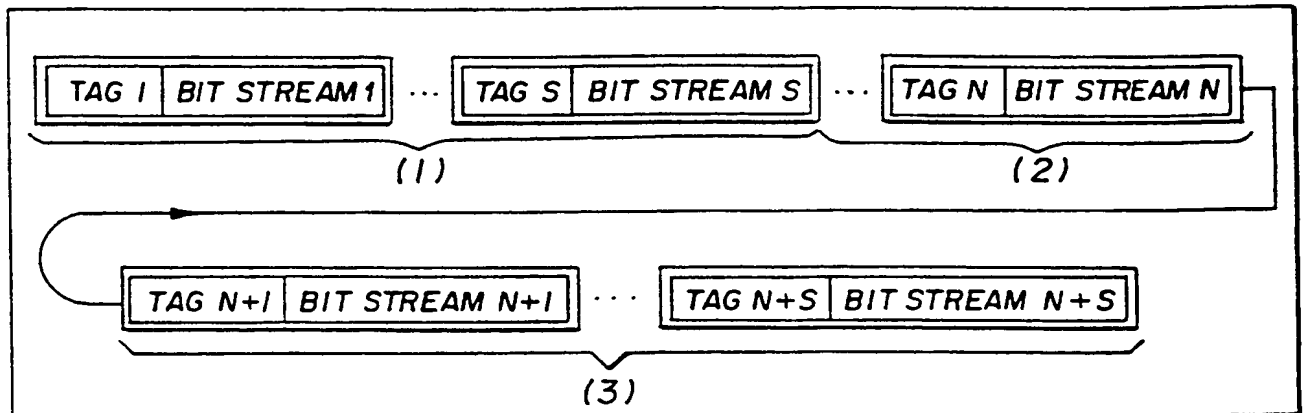 TAG 1 BIT STREAM 1 ... TAG S BIT STREAM S ... TAG N BIT STREAM N
(1) (2)
TAG N+1 BIT STREAM N+1 ... TAG N+S BIT STREAM N+S
(3)